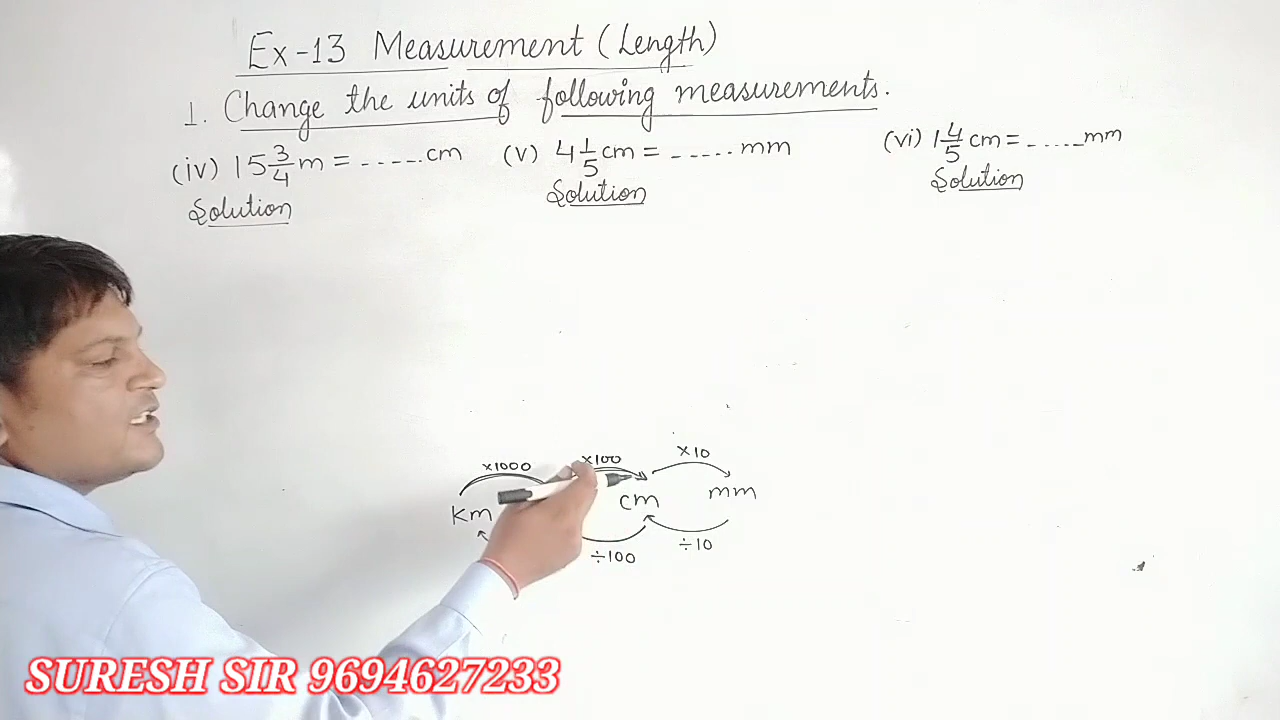 Ex-13 Measurement (Length)
1. Change the units of following measurements.
(iv) 15 3/4 m = ----- cm (v) 4 1/5 cm = ----- mm (vi) 1 4/5 cm = ----- mm
Solution Solution Solution
×1000 ×100 ×10
Km cm mm
÷100 ÷10
SURESH SIR 9694627233